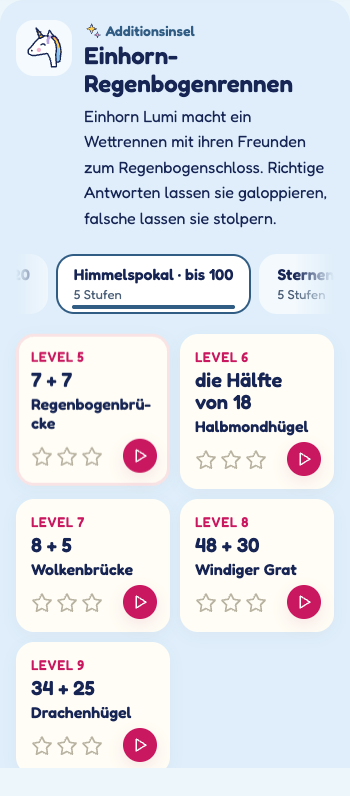 Additionsinsel
Einhorn-
Regenbogenrennen
Einhorn Lumi macht ein
Wettrennen mit ihren Freunden
zum Regenbogenschloss. Richtige
Antworten lassen sie galoppieren,
falsche lassen sie stolpern.
Himmelspokal · bis 100
5 Stufen
5 Stufen
LEVEL 5
7 + 7
Regenbogenbrü-
cke
LEVEL 6
die Hälfte
von 18
Halbmondhügel
LEVEL 7
8 + 5
Wolkenbrücke
LEVEL 8
48 + 30
Windiger Grat
LEVEL 9
34 + 25
Drachenhügel